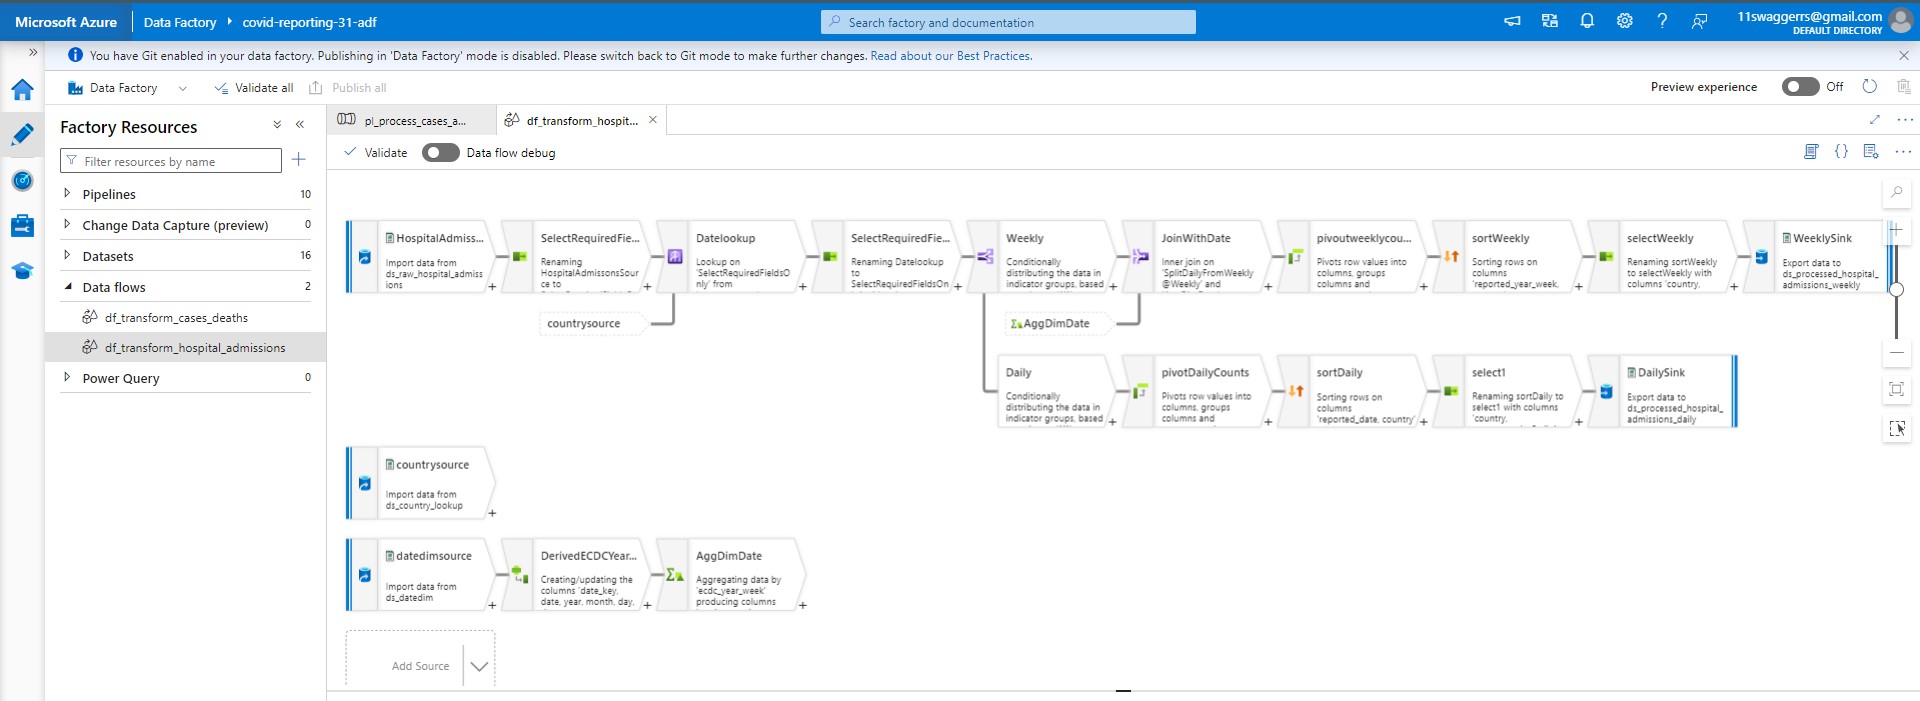 Microsoft Azure
Data Factory
covid-reporting-31-adf
Search factory and documentation
11swaggerrs@gmail.com
DEFAULT DIRECTORY
You have Git enabled in your data factory. Publishing in 'Data Factory' mode is disabled. Please switch back to Git mode to make further changes. Read about our Best Practices.
Data Factory
Validate all
Publish all
Preview experience
Off
Factory Resources
Filter resources by name
Pipelines 10
Change Data Capture (preview) 0
Datasets 16
Data flows 2
df_transform_cases_deaths
df_transform_hospital_admissions
Power Query 0
pl_process_cases_a...
df_transform_hospit...
Validate
Data flow debug
HospitalAdmiss...
Import data from
ds_raw_hospital_admiss
ions
SelectRequiredFie...
Renaming
HospitalAdmissonsSour
ce to
Datelookup
Lookup on
'SelectRequiredFieldsO
nly' from
SelectRequiredFie...
Renaming Datelookup
to
SelectRequiredFieldsOn
Weekly
Conditionally
distributing the data in
indicator groups, based
JoinWithDate
Inner join on
'SplitDailyFromWeekly
@Weekly' and
pivoutweeklycou...
Pivots row values into
columns, groups
columns and
sortWeekly
Sorting rows on
columns
'reported_year_week,
selectWeekly
Renaming sortWeekly
to selectWeekly with
columns 'country,
WeeklySink
Export data to
ds_processed_hospital_
admissions_weekly
countrysource
AggDimDate
Daily
Conditionally
distributing the data in
indicator groups, based
pivotDailyCounts
Pivots row values into
columns, groups
columns and
sortDaily
Sorting rows on
columns
'reported_date, country'
select1
Renaming sortDaily to
select1 with columns
'country,
DailySink
Export data to
ds_processed_hospital_
admissions_daily
countrysource
Import data from
ds_country_lookup
datedimsource
Import data from
ds_datedim
DerivedECDCYear...
Creating/updating the
columns 'date_key,
date, year, month, day,
AggDimDate
Aggregating data by
'ecdc_year_week'
producing columns
Add Source